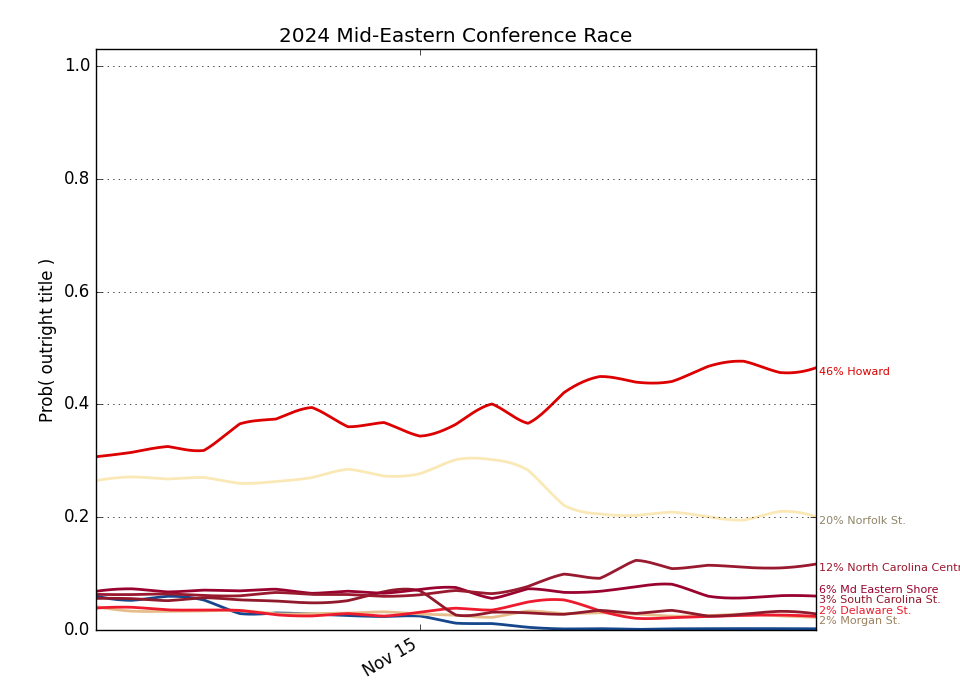 2024 Mid-Eastern Conference Race
Prob( outright title )
1.0
0.8
0.6
0.4
0.2
0.0
Nov 15
46% Howard
20% Norfolk St.
12% North Carolina Centr
6% Md Eastern Shore
3% South Carolina St.
2% Delaware St.
2% Morgan St.